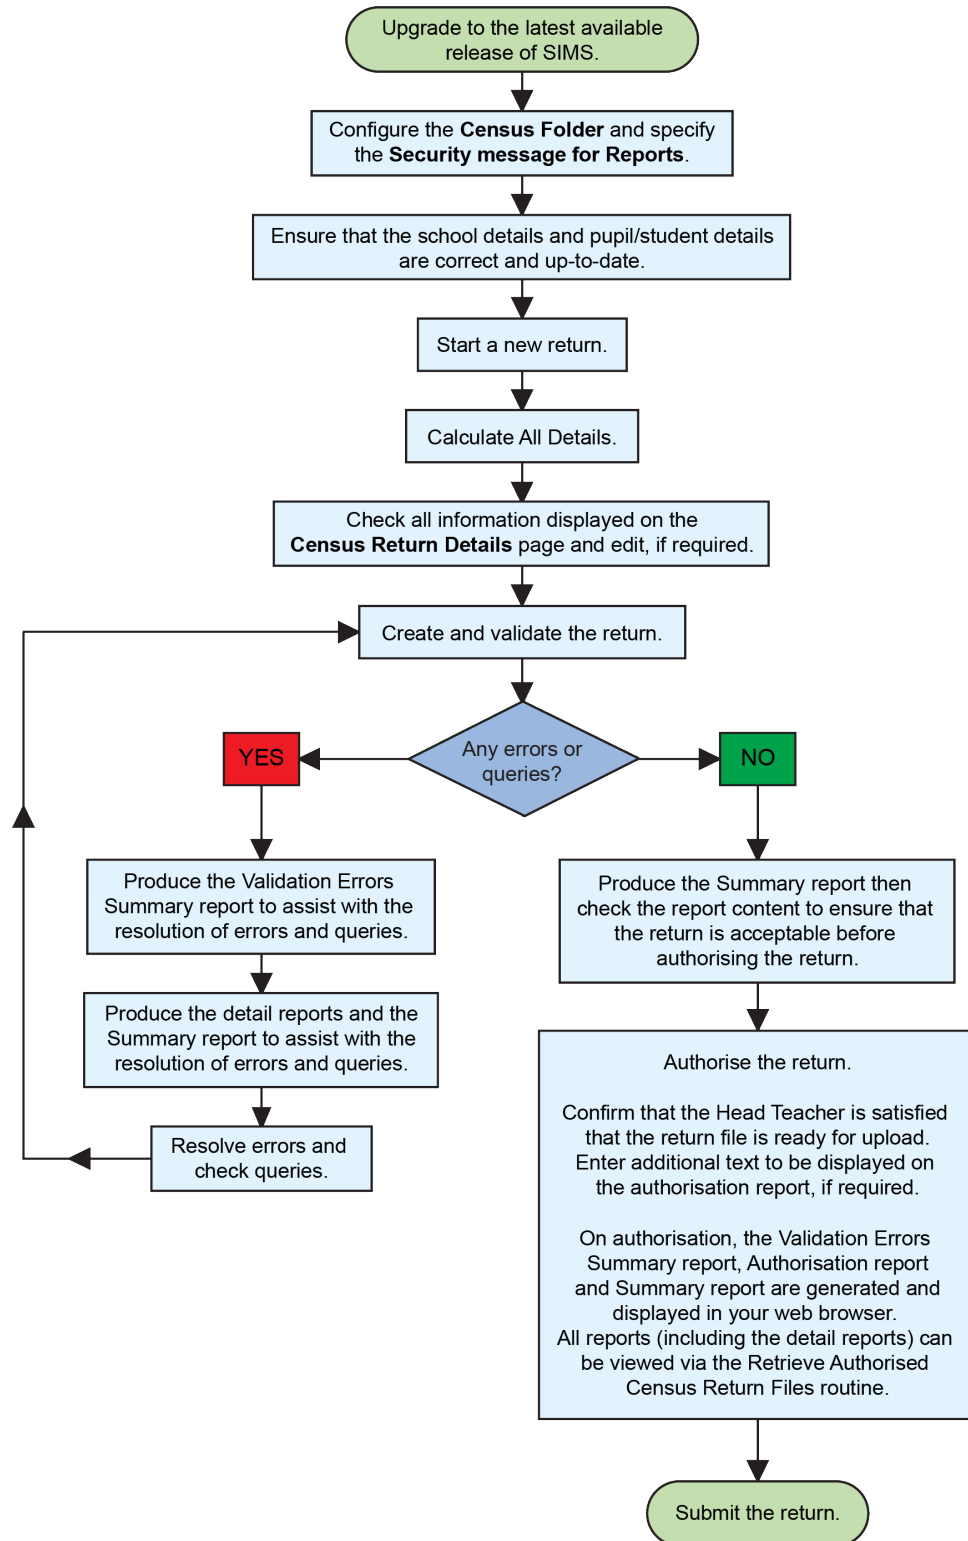 Upgrade to the latest available
release of SIMS.
Configure the Census Folder and specify
the Security message for Reports.
Ensure that the school details and pupil/student details
are correct and up-to-date.
Start a new return.
Calculate All Details.
Check all information displayed on the
Census Return Details page and edit, if required.
Create and validate the return.
Any errors or
queries?
YES
NO
Produce the Validation Errors
Summary report to assist with the
resolution of errors and queries.
Produce the detail reports and the
Summary report to assist with the
resolution of errors and queries.
Resolve errors and
check queries.
Produce the Summary report then
check the report content to ensure that
the return is acceptable before
authorising the return.
Authorise the return.
Confirm that the Head Teacher is satisfied
that the return file is ready for upload.
Enter additional text to be displayed on
the authorisation report, if required.
On authorisation, the Validation Errors
Summary report, Authorisation report
and Summary report are generated and
displayed in your web browser.
All reports (including the detail reports) can
be viewed via the Retrieve Authorised
Census Return Files routine.
Submit the return.